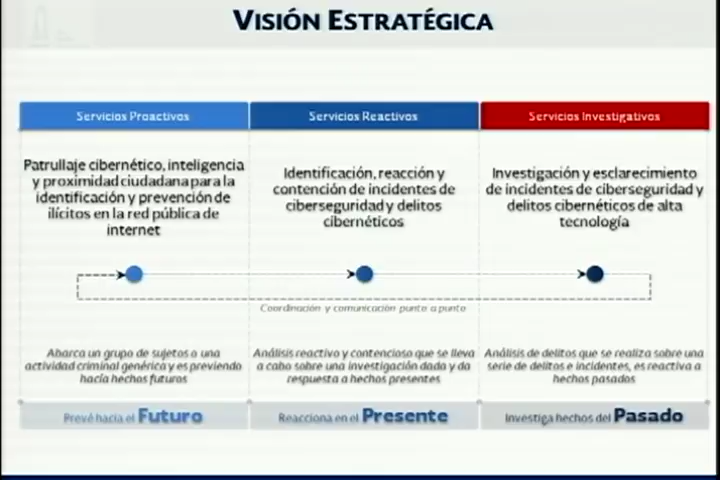 VISIÓN ESTRATÉGICA
Servicios Proactivos
Servicios Reactivos
Servicios Investigativos
Patrullaje cibernético, inteligencia
y proximidad ciudadana para la
identificación y prevención de
ilícitos en la red pública de
internet
Identificación, reacción y
contención de incidentes de
ciberseguridad y delitos
cibernéticos
Investigación y esclarecimiento
de incidentes de ciberseguridad y
delitos cibernéticos de alta
tecnología
Coordinación y comunicación punto a punto
Abarca un grupo de sujetos o una
actividad criminal genérica y es previendo
hacía hechos futuros
Análisis reactivo y contencioso que se lleva
a cabo sobre una investigación dada y da
respuesta a hechos presentes
Análisis de delitos que se realiza sobre una
serie de delitos e incidentes, es reactiva a
hechos pasados
Prevé hacia el Futuro
Reacciona en el Presente
Investiga hechos del Pasado